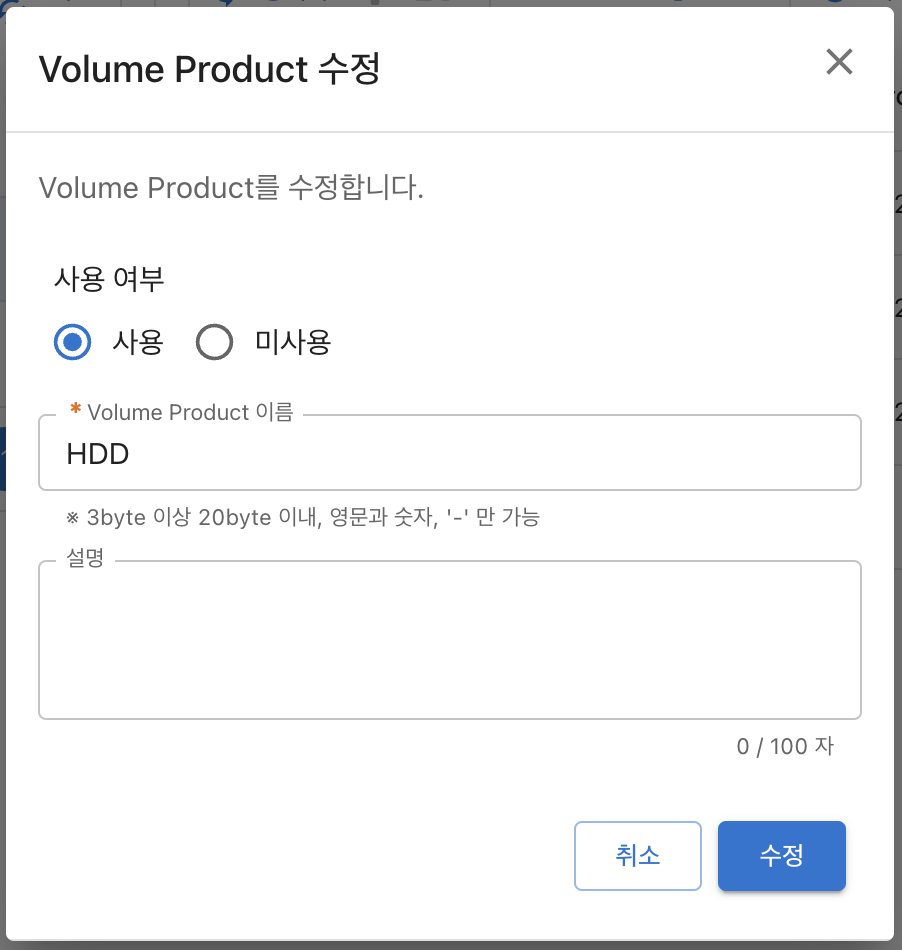 Volume Product 수정
Volume Product를 수정합니다.
사용 여부
사용 미사용
* Volume Product 이름
HDD
※ 3byte 이상 20byte 이내, 영문과 숫자, '-' 만 가능
설명
0 / 100 자
취소 수정